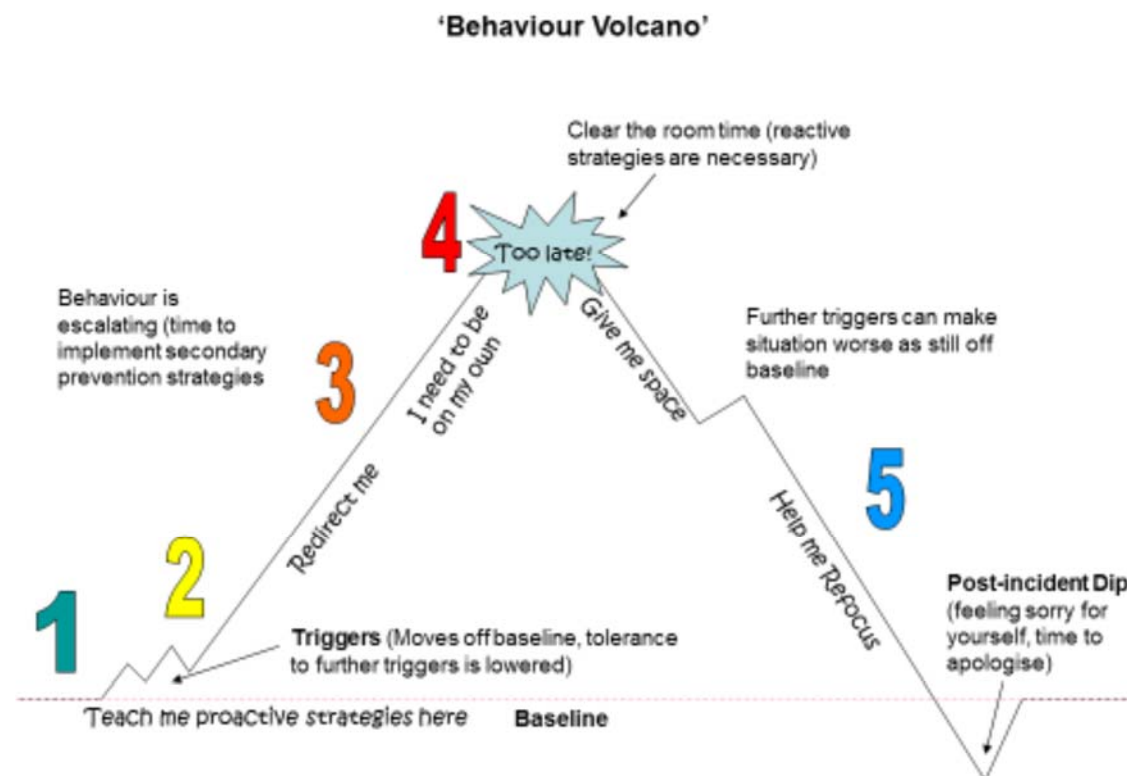 ‘Behaviour Volcano’
Clear the room time (reactive
strategies are necessary)
4
Too late!
Behaviour is
escalating (time to
implement secondary
prevention strategies
3
I need to be
on my own
Give me space
Further triggers can make
situation worse as still off
baseline
Redirect me
5
Help me Refocus
2
1
Triggers (Moves off baseline, tolerance
to further triggers is lowered)
Post-incident Dip
(feeling sorry for
yourself, time to
apologise)
Teach me proactive strategies here
Baseline